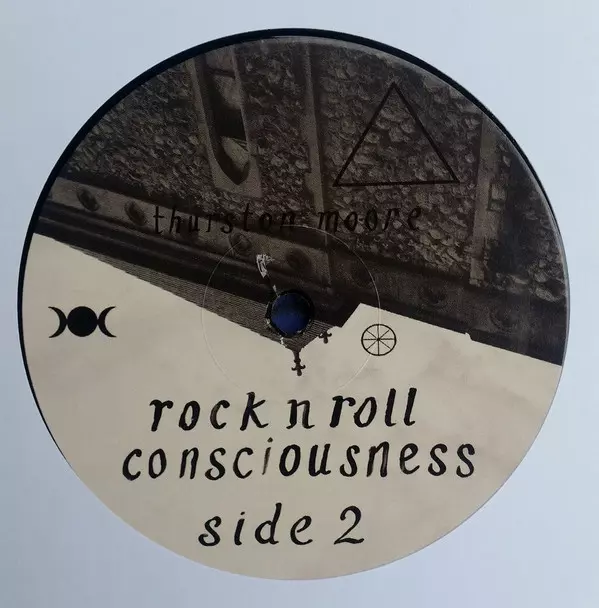 thurston moore
rock n roll
consciousness
side 2